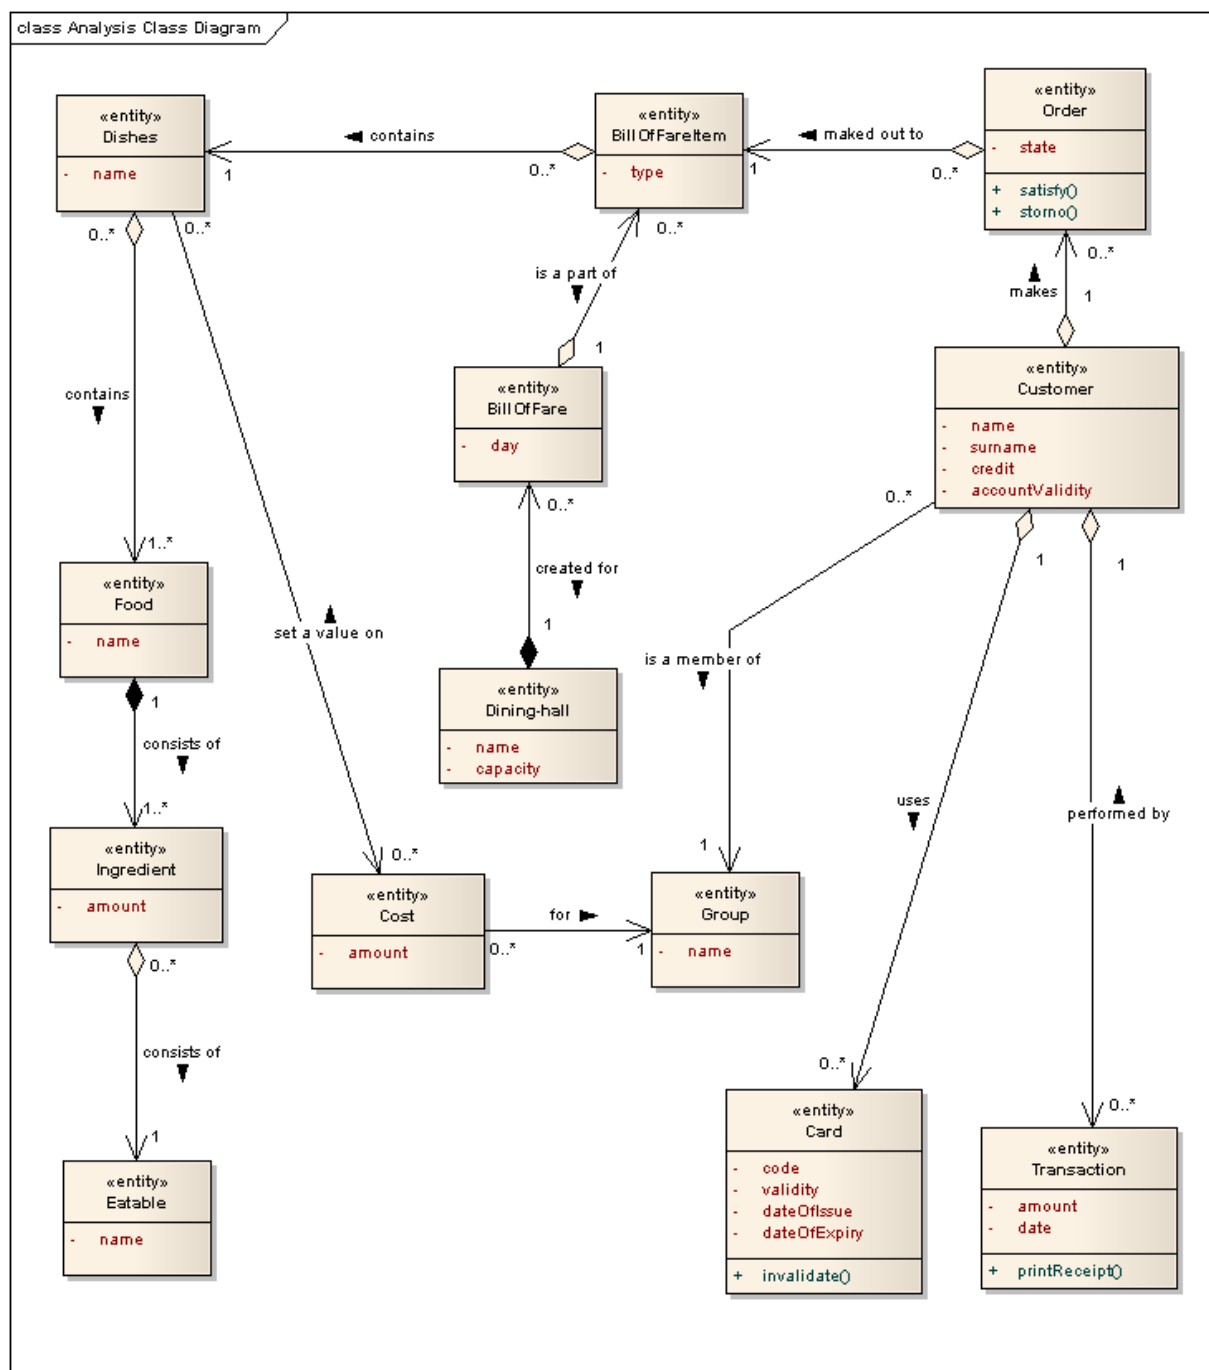 class Analysis Class Diagram
«entity»
Dishes
- name
◄ contains
1
0..*
«entity»
BillOfFareItem
- type
◄ maked out to
1
0..*
«entity»
Order
- state
+ satisfy()
+ storno()
0..*
0..*
0..*
0..*
is a part of
▼
▲
makes
1
1
contains
▼
«entity»
BillOfFare
- day
«entity»
Customer
- name
- surname
- credit
- accountValidity
0..*
0..*
1
1
1..*
created for
▲
1
«entity»
Food
- name
1
▲
set a value on
is a member of
▼
«entity»
Dining-hall
- name
- capacity
consists of
▼
1..*
uses
▼
▲
performed by
«entity»
Ingredient
- amount
0..*
0..*
1
«entity»
Cost
- amount
for ►
0..*
1
«entity»
Group
- name
consists of
▼
1
0..*
0..*
«entity»
Eatable
- name
«entity»
Card
- code
- validity
- dateOfIssue
- dateOfExpiry
+ invalidate()
«entity»
Transaction
- amount
- date
+ printReceipt()